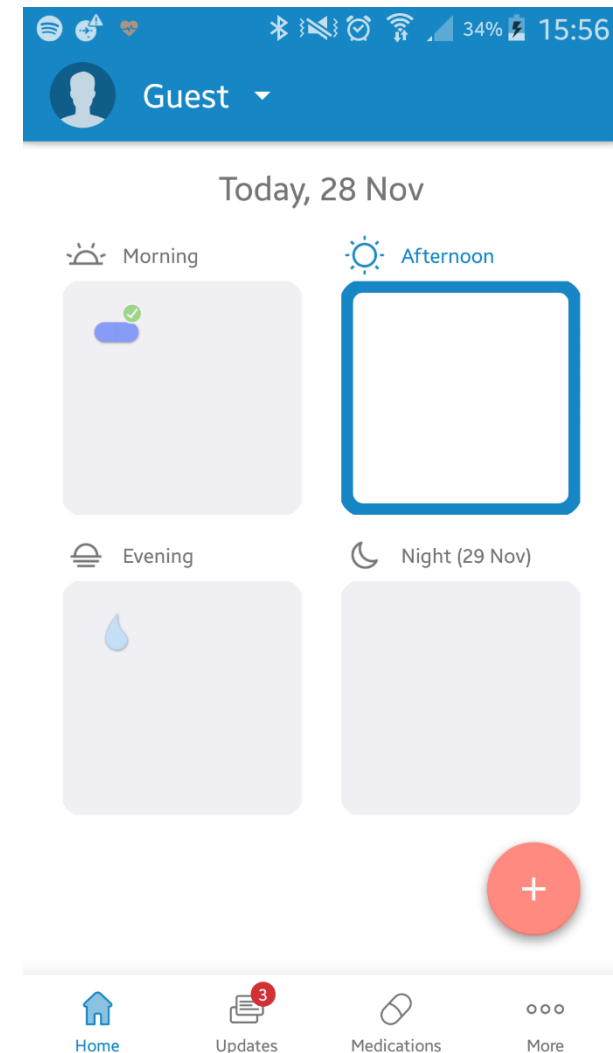 34% 15:56
Guest
Today, 28 Nov
Morning Afternoon
Evening Night (29 Nov)
+
3
Home Updates Medications More